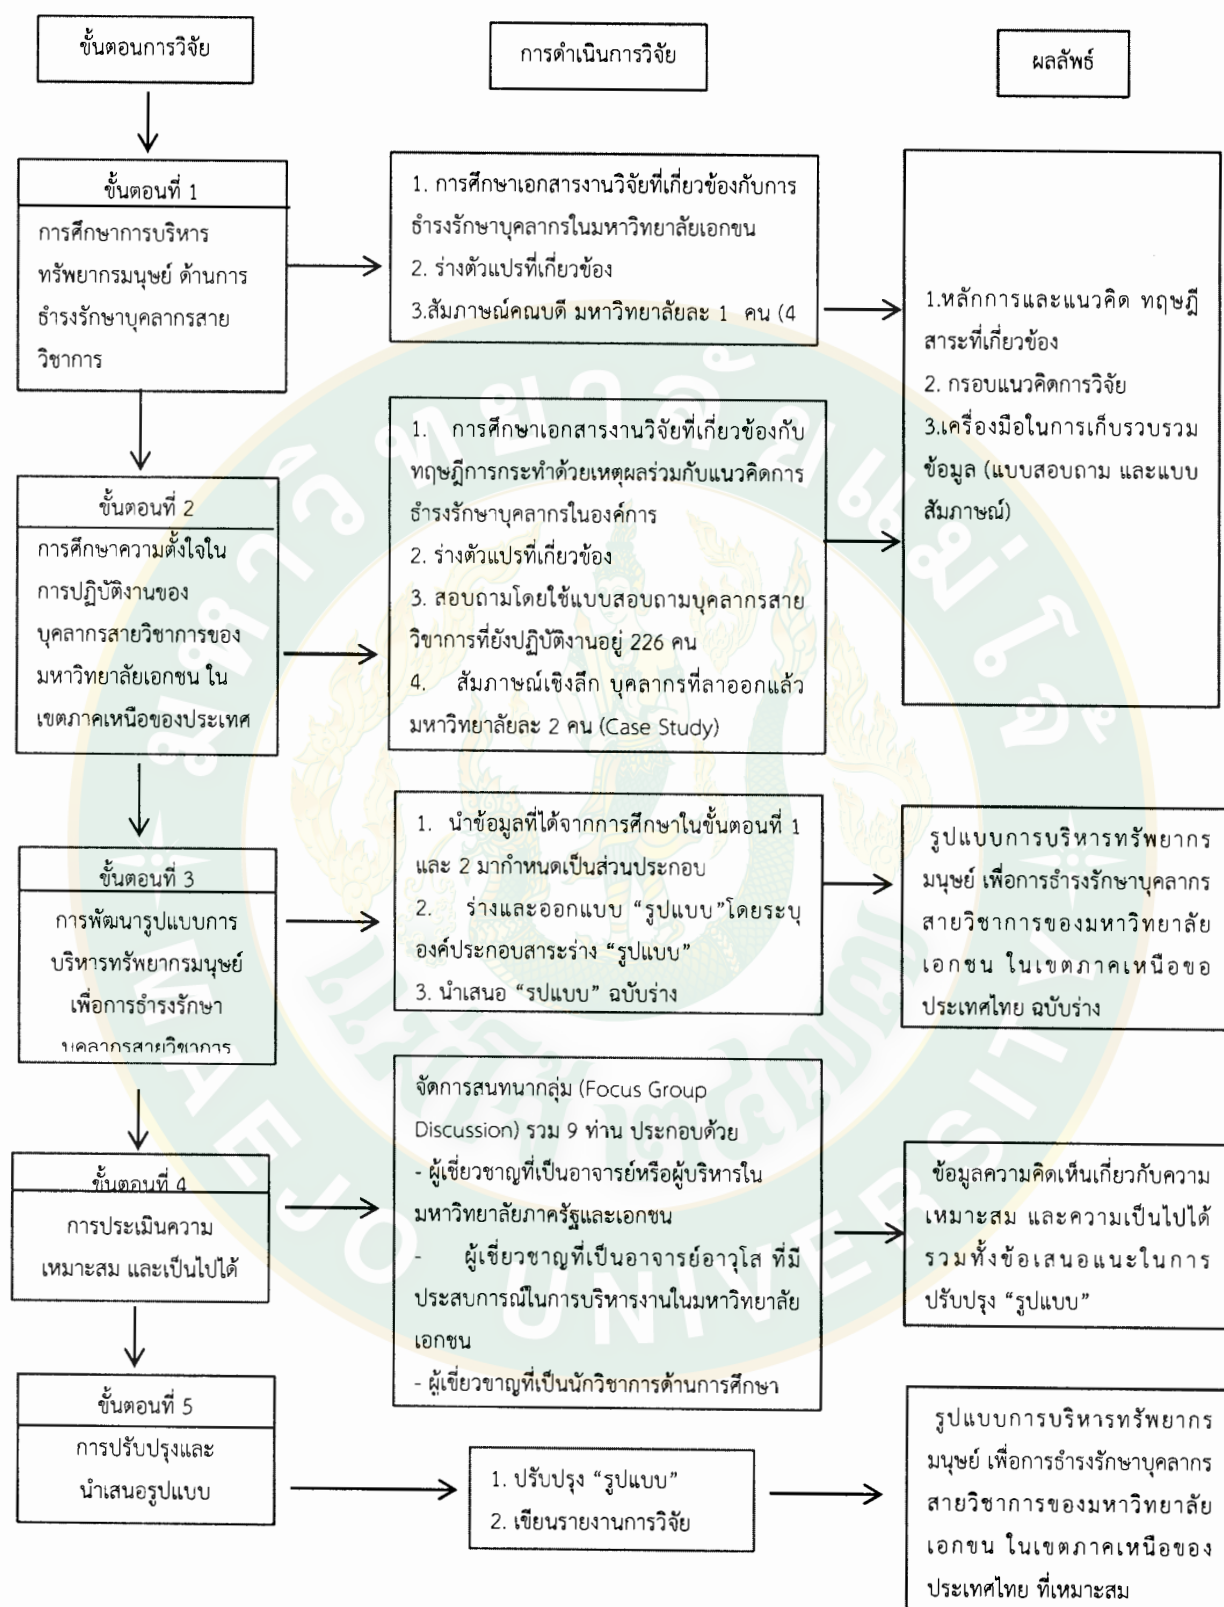 ขั้นตอนการวิจัย
การดำเนินการวิจัย
ผลลัพธ์
ขั้นตอนที่ 1
การศึกษาการบริหาร
ทรัพยากรมนุษย์ ด้านการ
ธำรงรักษาบุคลากรสาย
วิชาการ
1. การศึกษาเอกสารงานวิจัยที่เกี่ยวข้องกับการ
ธำรงรักษาบุคลากรในมหาวิทยาลัยเอกชน
2. ร่างตัวแปรที่เกี่ยวข้อง
3.สัมภาษณ์คณบดี มหาวิทยาลัยละ 1 คน (4
1.หลักการและแนวคิด ทฤษฎี
สาระที่เกี่ยวข้อง
2. กรอบแนวคิดการวิจัย
3.เครื่องมือในการเก็บรวบรวม
ข้อมูล (แบบสอบถาม และแบบ
สัมภาษณ์)
ขั้นตอนที่ 2
การศึกษาความตั้งใจใน
การปฏิบัติงานของ
บุคลากรสายวิชาการของ
มหาวิทยาลัยเอกชน ใน
เขตภาคเหนือของประเทศ
1. การศึกษาเอกสารงานวิจัยที่เกี่ยวข้องกับ
ทฤษฎีการกระทำด้วยเหตุผลร่วมกับแนวคิดการ
ธำรงรักษาบุคลากรในองค์การ
2. ร่างตัวแปรที่เกี่ยวข้อง
3. สอบถามโดยใช้แบบสอบถามบุคลากรสาย
วิชาการที่ยังปฏิบัติงานอยู่ 226 คน
4. สัมภาษณ์เชิงลึก บุคลากรที่ลาออกแล้ว
มหาวิทยาลัยละ 2 คน (Case Study)
ขั้นตอนที่ 3
การพัฒนารูปแบบการ
บริหารทรัพยากรมนุษย์
เพื่อการธำรงรักษา
บุคลากรสายวิชาการ
1. นำข้อมูลที่ได้จากการศึกษาในขั้นตอนที่ 1
และ 2 มากำหนดเป็นส่วนประกอบ
2. ร่างและออกแบบ “รูปแบบ”โดยระบุ
องค์ประกอบสาระร่าง “รูปแบบ”
3. นำเสนอ “รูปแบบ” ฉบับร่าง
รูปแบบการบริหารทรัพยากร
มนุษย์ เพื่อการธำรงรักษาบุคลากร
สายวิชาการของมหาวิทยาลัย
เอกชน ในเขตภาคเหนือขอ
ประเทศไทย ฉบับร่าง
ขั้นตอนที่ 4
การประเมินความ
เหมาะสม และเป็นไปได้
จัดการสนทนากลุ่ม (Focus Group
Discussion) รวม 9 ท่าน ประกอบด้วย
- ผู้เชี่ยวชาญที่เป็นอาจารย์หรือผู้บริหารใน
มหาวิทยาลัยภาครัฐและเอกชน
- ผู้เชี่ยวชาญที่เป็นอาจารย์อาวุโส ที่มี
ประสบการณ์ในการบริหารงานในมหาวิทยาลัย
เอกชน
- ผู้เชี่ยวชาญที่เป็นนักวิชาการด้านการศึกษา
ข้อมูลความคิดเห็นเกี่ยวกับความ
เหมาะสม และความเป็นไปได้
รวมทั้งข้อเสนอแนะในการ
ปรับปรุง “รูปแบบ”
ขั้นตอนที่ 5
การปรับปรุงและ
นำเสนอรูปแบบ
1. ปรับปรุง “รูปแบบ”
2. เขียนรายงานการวิจัย
รูปแบบการบริหารทรัพยากร
มนุษย์ เพื่อการธำรงรักษาบุคลากร
สายวิชาการของมหาวิทยาลัย
เอกชน ในเขตภาคเหนือของ
ประเทศไทย ที่เหมาะสม
มหาวิทยาลัยแม่โจ้
MAEJO UNIVERSITY